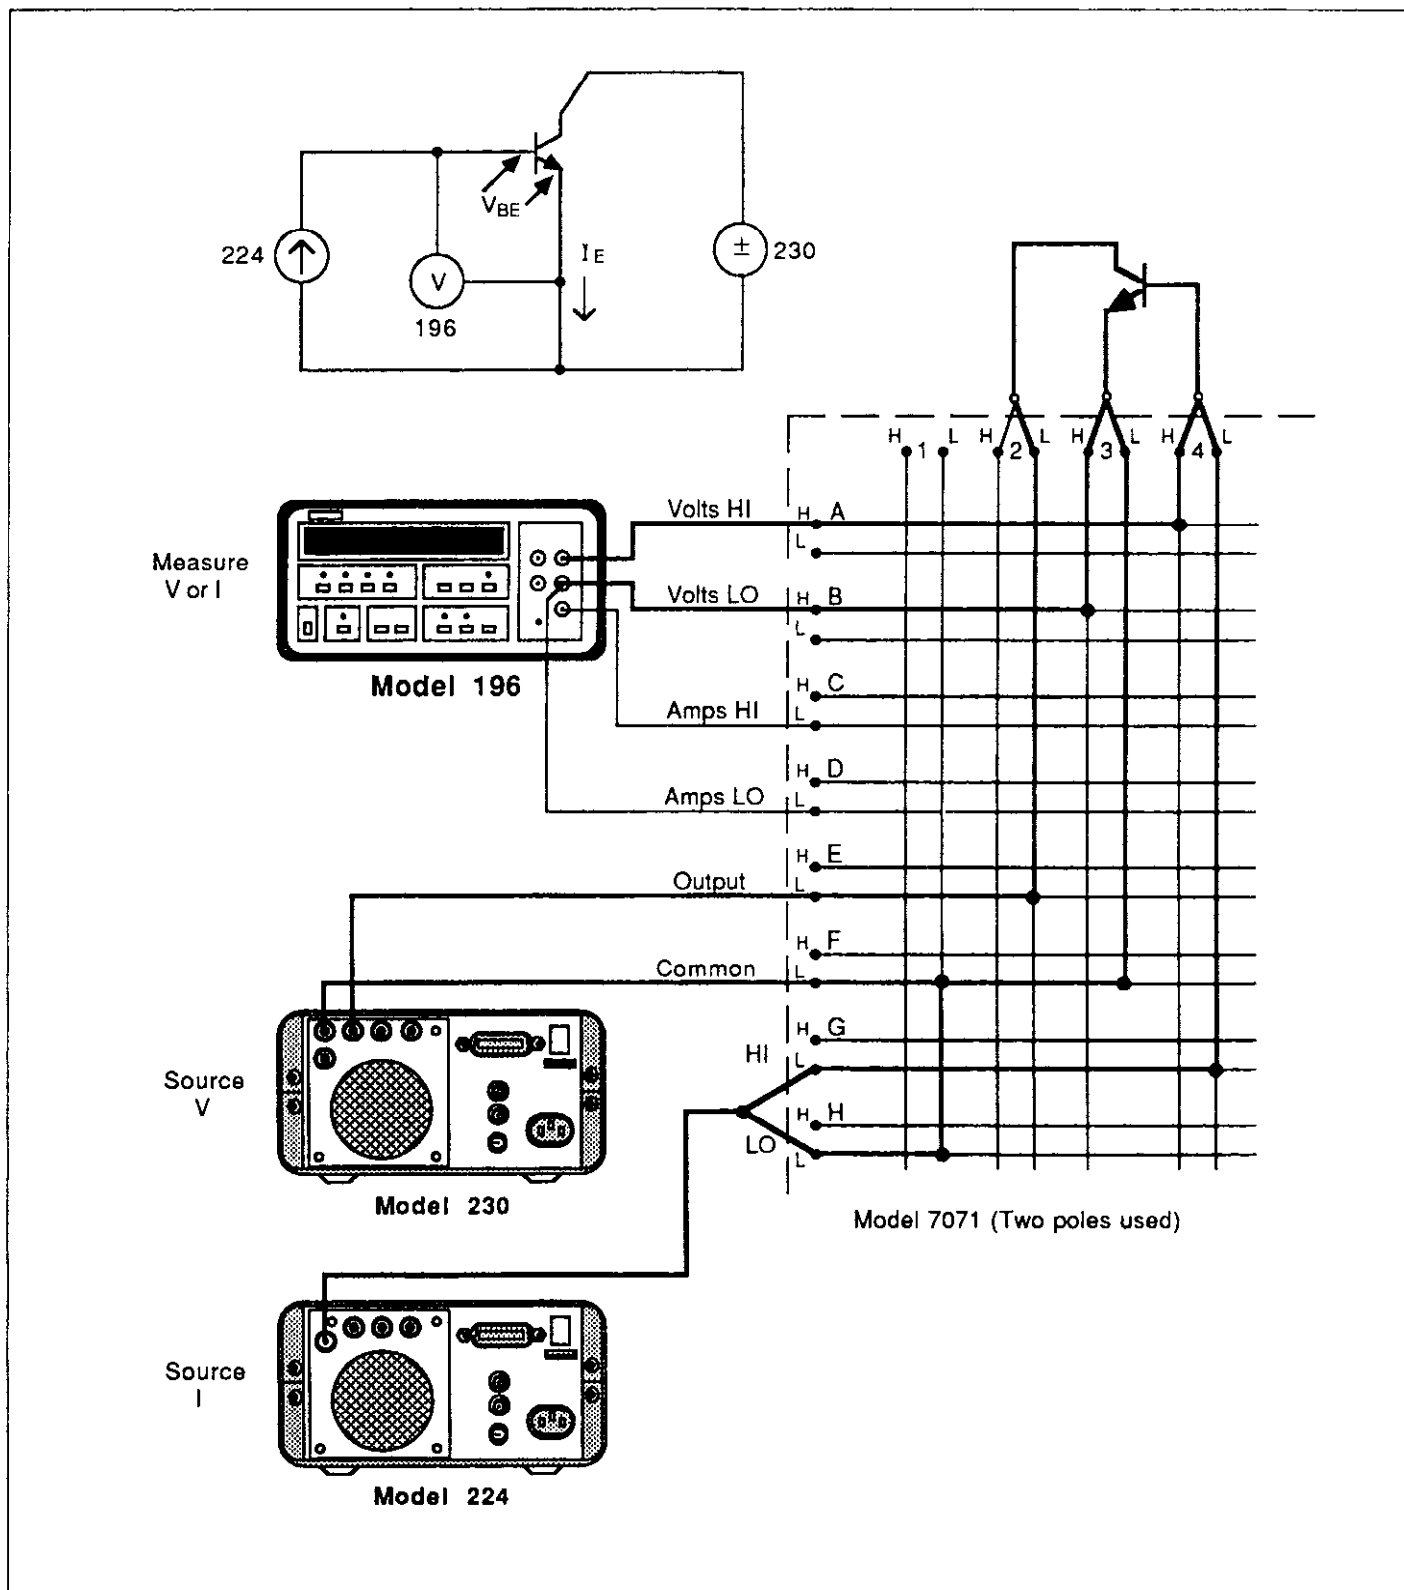 224
V
196
V_BE
I_E
±
230
H 1 L H 2 L H 3 L H 4 L
Measure
V or I
Model 196
Volts HI
H A
L
Volts LO
H B
L
H C
Amps HI
L
H D
Amps LO
L
H E
Output
L
H F
Common
L
H G
HI
L
H H
LO
L
Source
V
Model 230
Model 7071 (Two poles used)
Source
I
Model 224